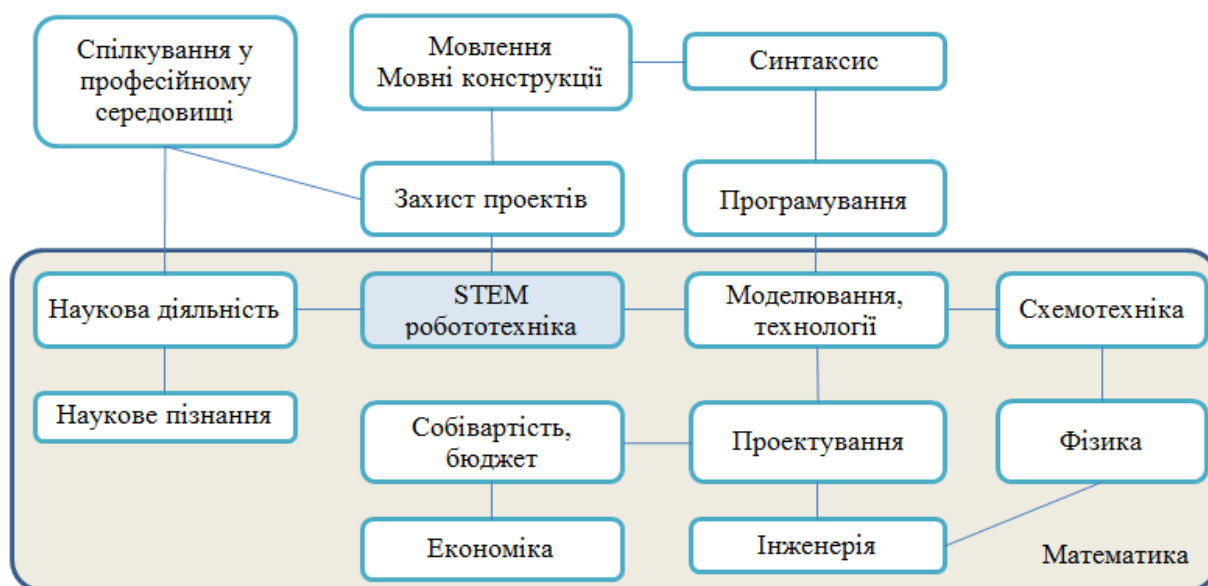 Спілкування у
професійному
середовищі
Мовлення
Мовні конструкції
Синтаксис
Захист проектів
Програмування
Наукова діяльність
STEM
робототехніка
Моделювання,
технології
Схемотехніка
Наукове пізнання
Собівартість,
бюджет
Проектування
Фізика
Економіка
Інженерія
Математика